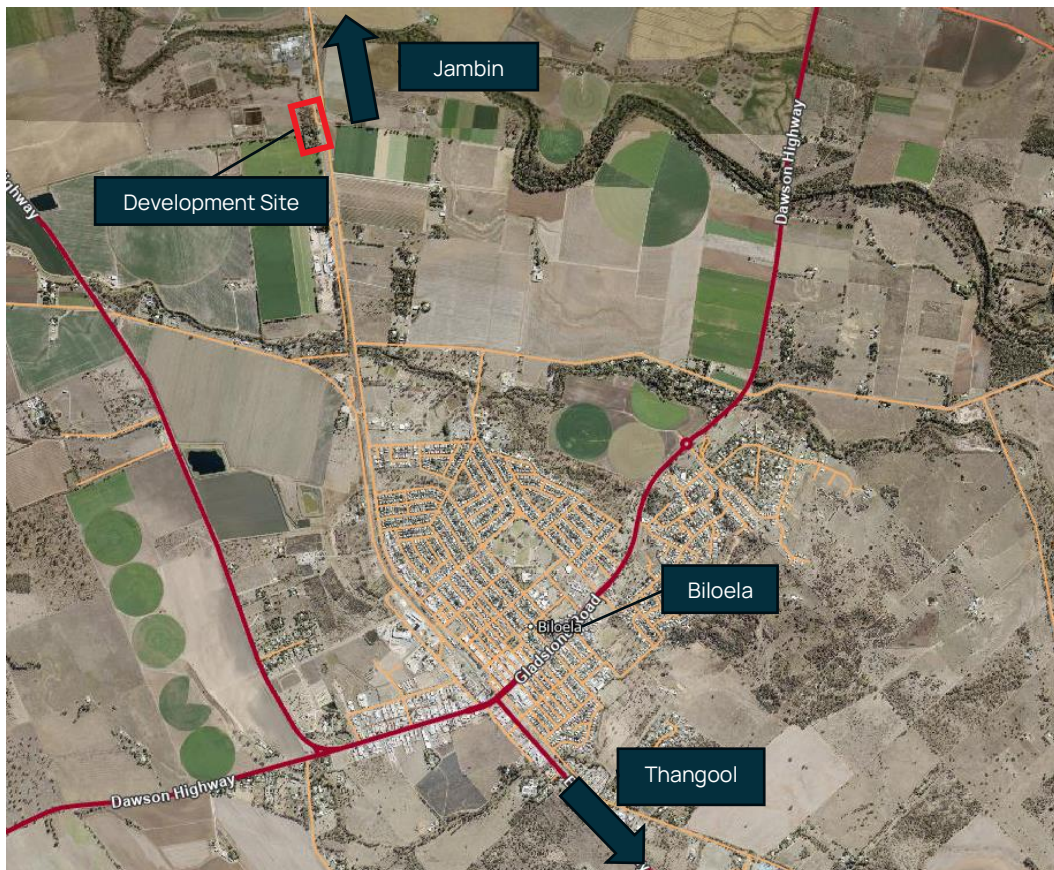 Jambin
Dawson Highway
Development Site
Highway
Biloela
Biloela
Gladstone Road
Thangool
Dawson Highway